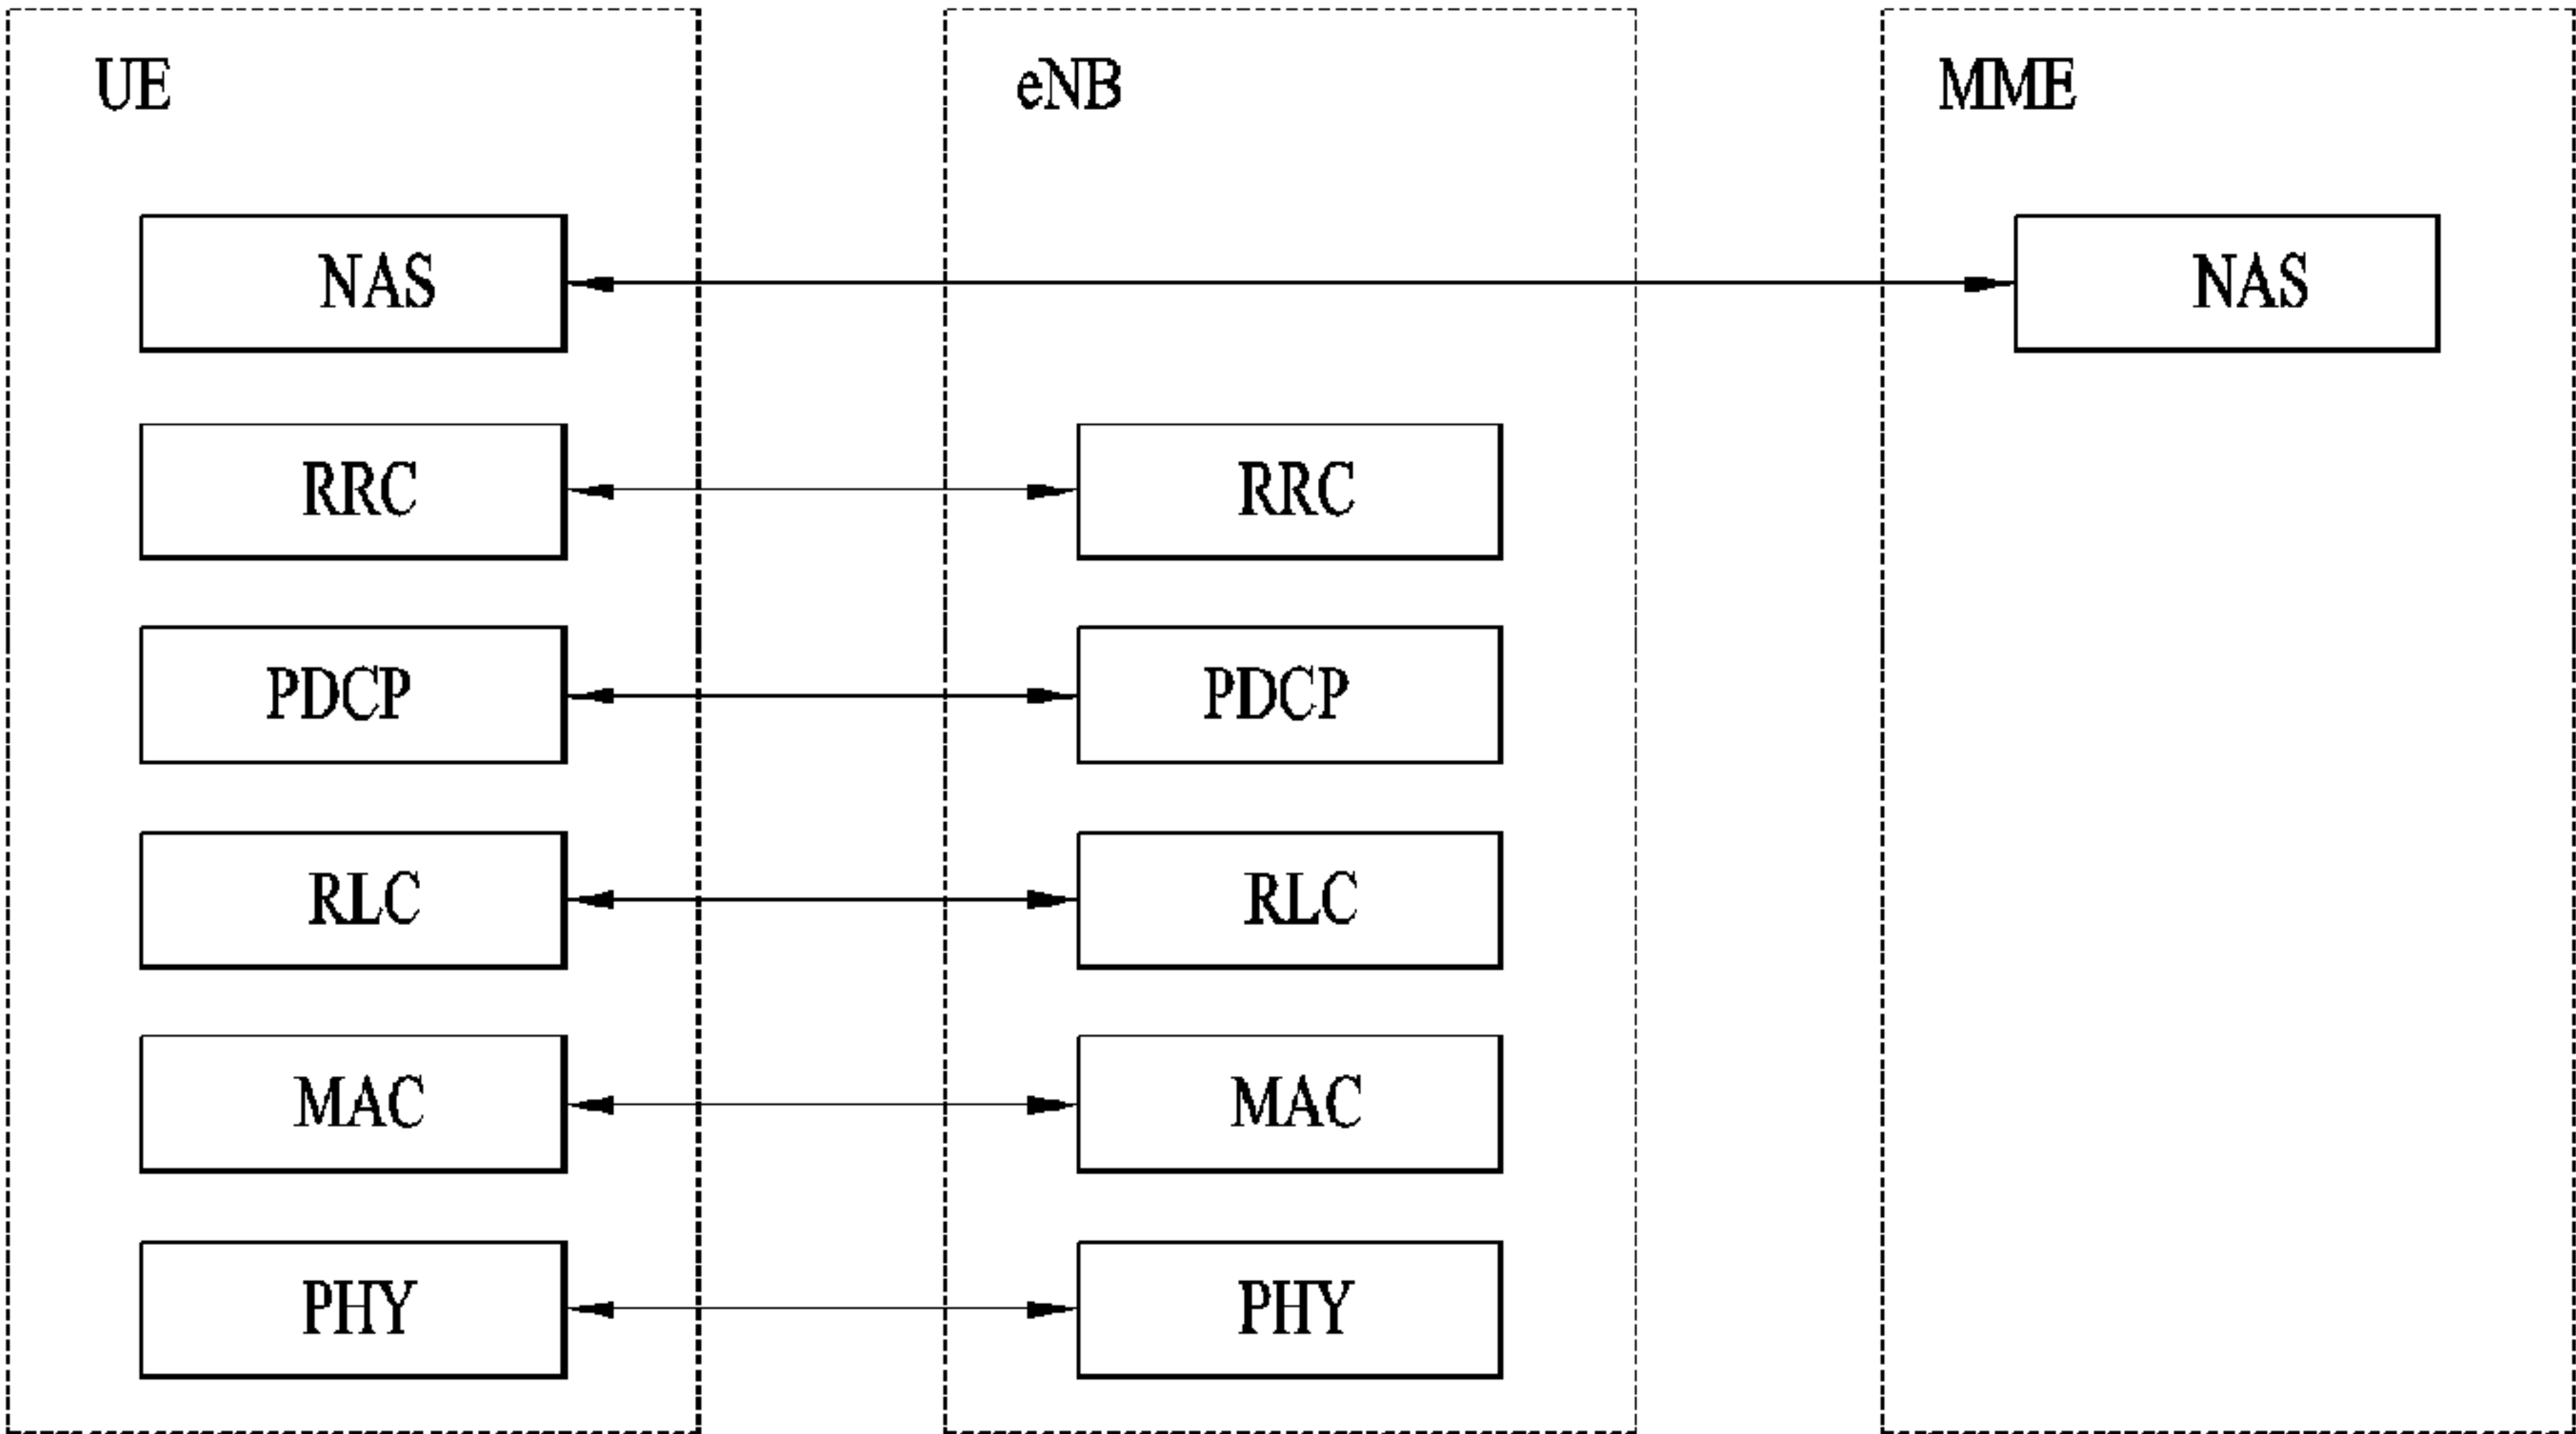 UE eNB MME
NAS NAS
RRC RRC
PDCP PDCP
RLC RLC
MAC MAC
PHY PHY